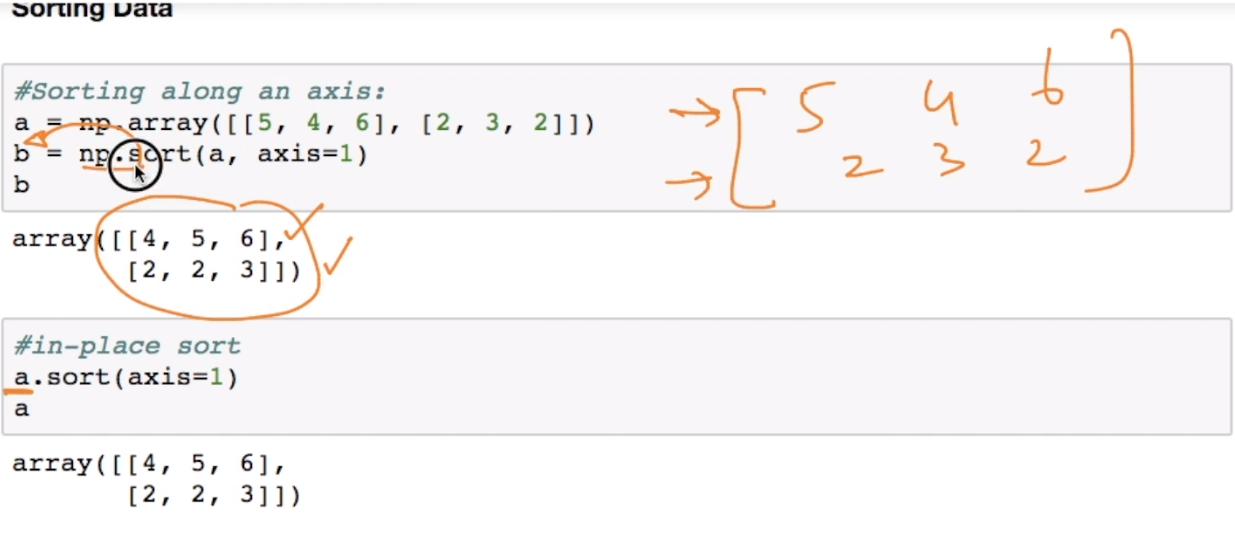 Sorting Data
#Sorting along an axis:
a = np.array([[5, 4, 6], [2, 3, 2]])
b = np.sort(a, axis=1)
b
[5 4 6
2 3 2]
array([[4, 5, 6],
[2, 2, 3]])
#in-place sort
a.sort(axis=1)
a
array([[4, 5, 6],
[2, 2, 3]])